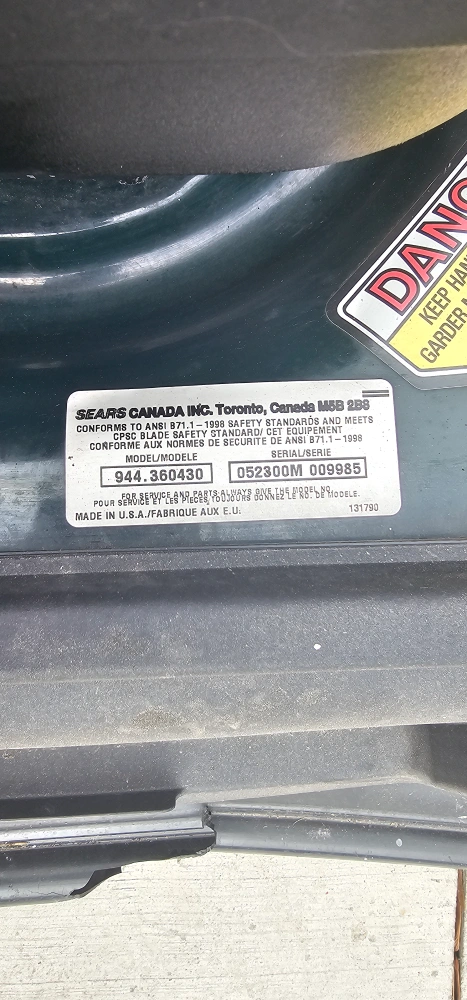 DANG
KEEP HAN
GARDER
SEARS CANADA INC. Toronto, Canada M5B 2B8
CONFORMS TO ANSI B71.1-1998 SAFETY STANDARDS AND MEETS
CPSC BLADE SAFETY STANDARD/ CET EQUIPEMENT
CONFORME AUX NORMES DE SECURITE DE ANSI B71.1-1998
MODEL/MODELE SERIAL/SERIE
944.360430 052300M 009985
FOR SERVICE AND PARTS ALWAYS GIVE THE MODEL NO.
POUR SERVICE ET LES PIECES, TOUJOURS DONNEZ LE NO. DE MODELE.
MADE IN U.S.A./FABRIQUE AUX E.U. 131790